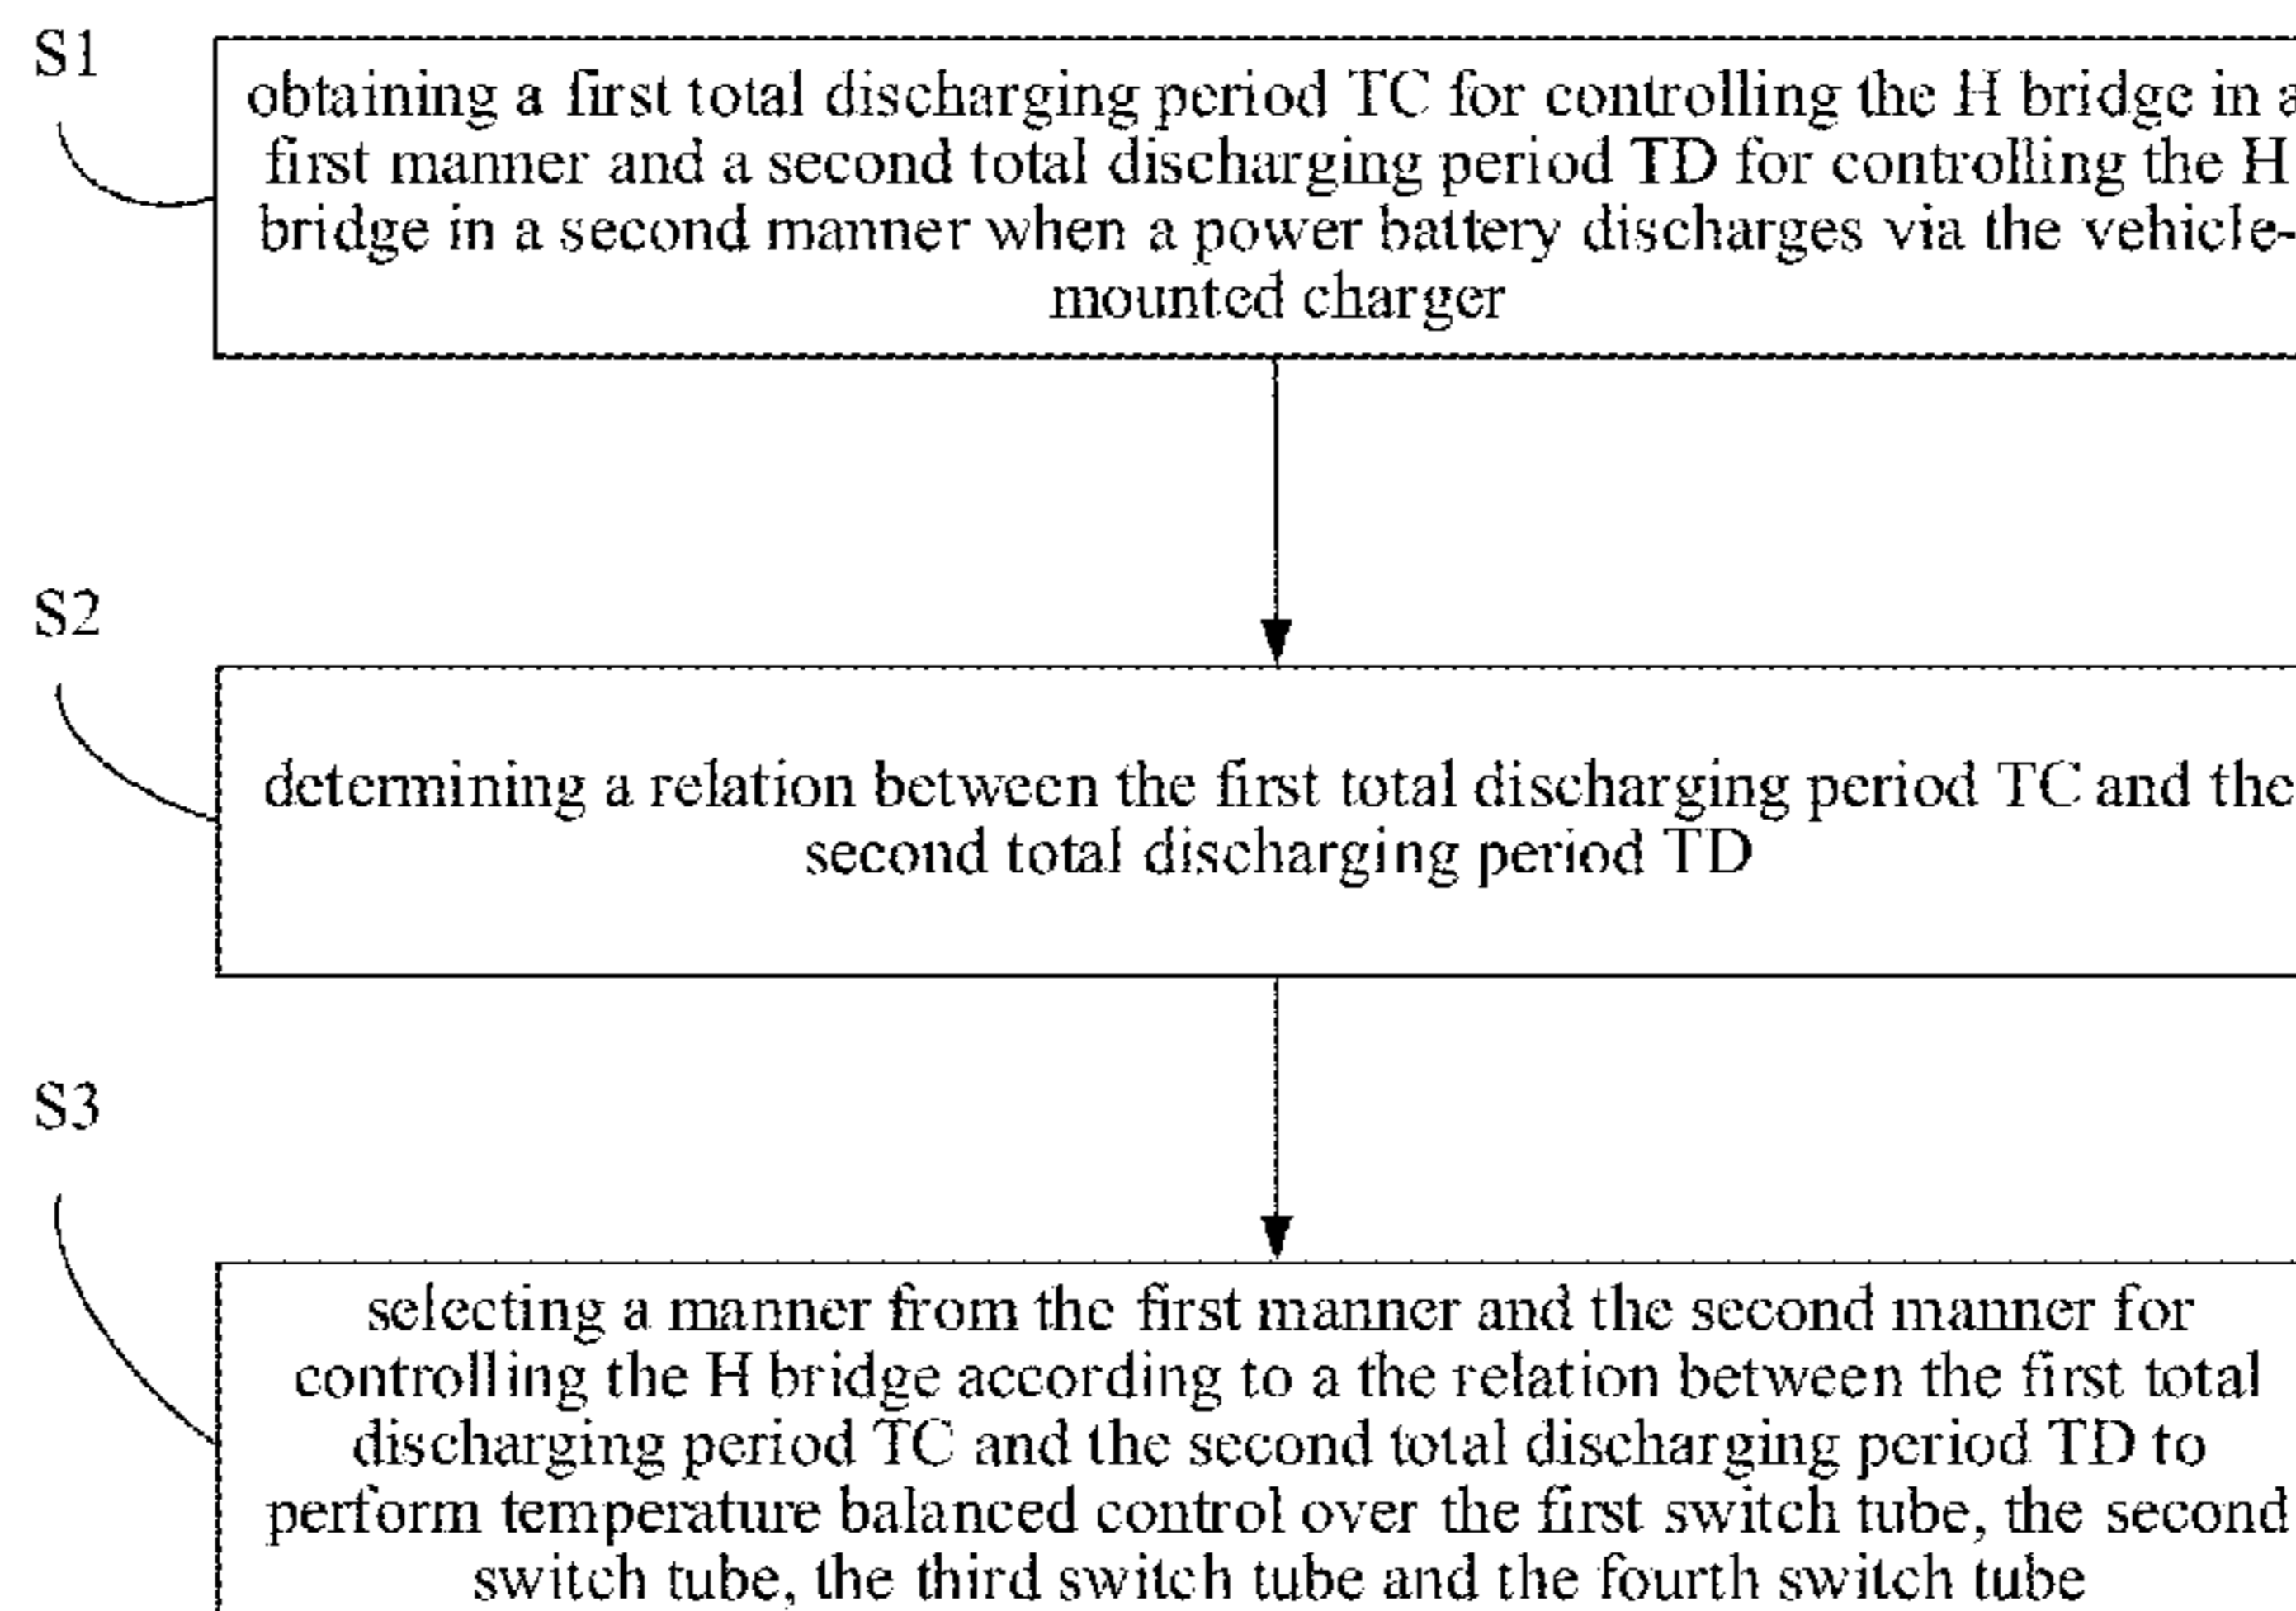 S1
obtaining a first total discharging period TC for controlling the H bridge in a
first manner and a second total discharging period TD for controlling the H
bridge in a second manner when a power battery discharges via the vehicle-
mounted charger
S2
determining a relation between the first total discharging period TC and the
second total discharging period TD
S3
selecting a manner from the first manner and the second manner for
controlling the H bridge according to a the relation between the first total
discharging period TC and the second total discharging period TD to
perform temperature balanced control over the first switch tube, the second
switch tube, the third switch tube and the fourth switch tube